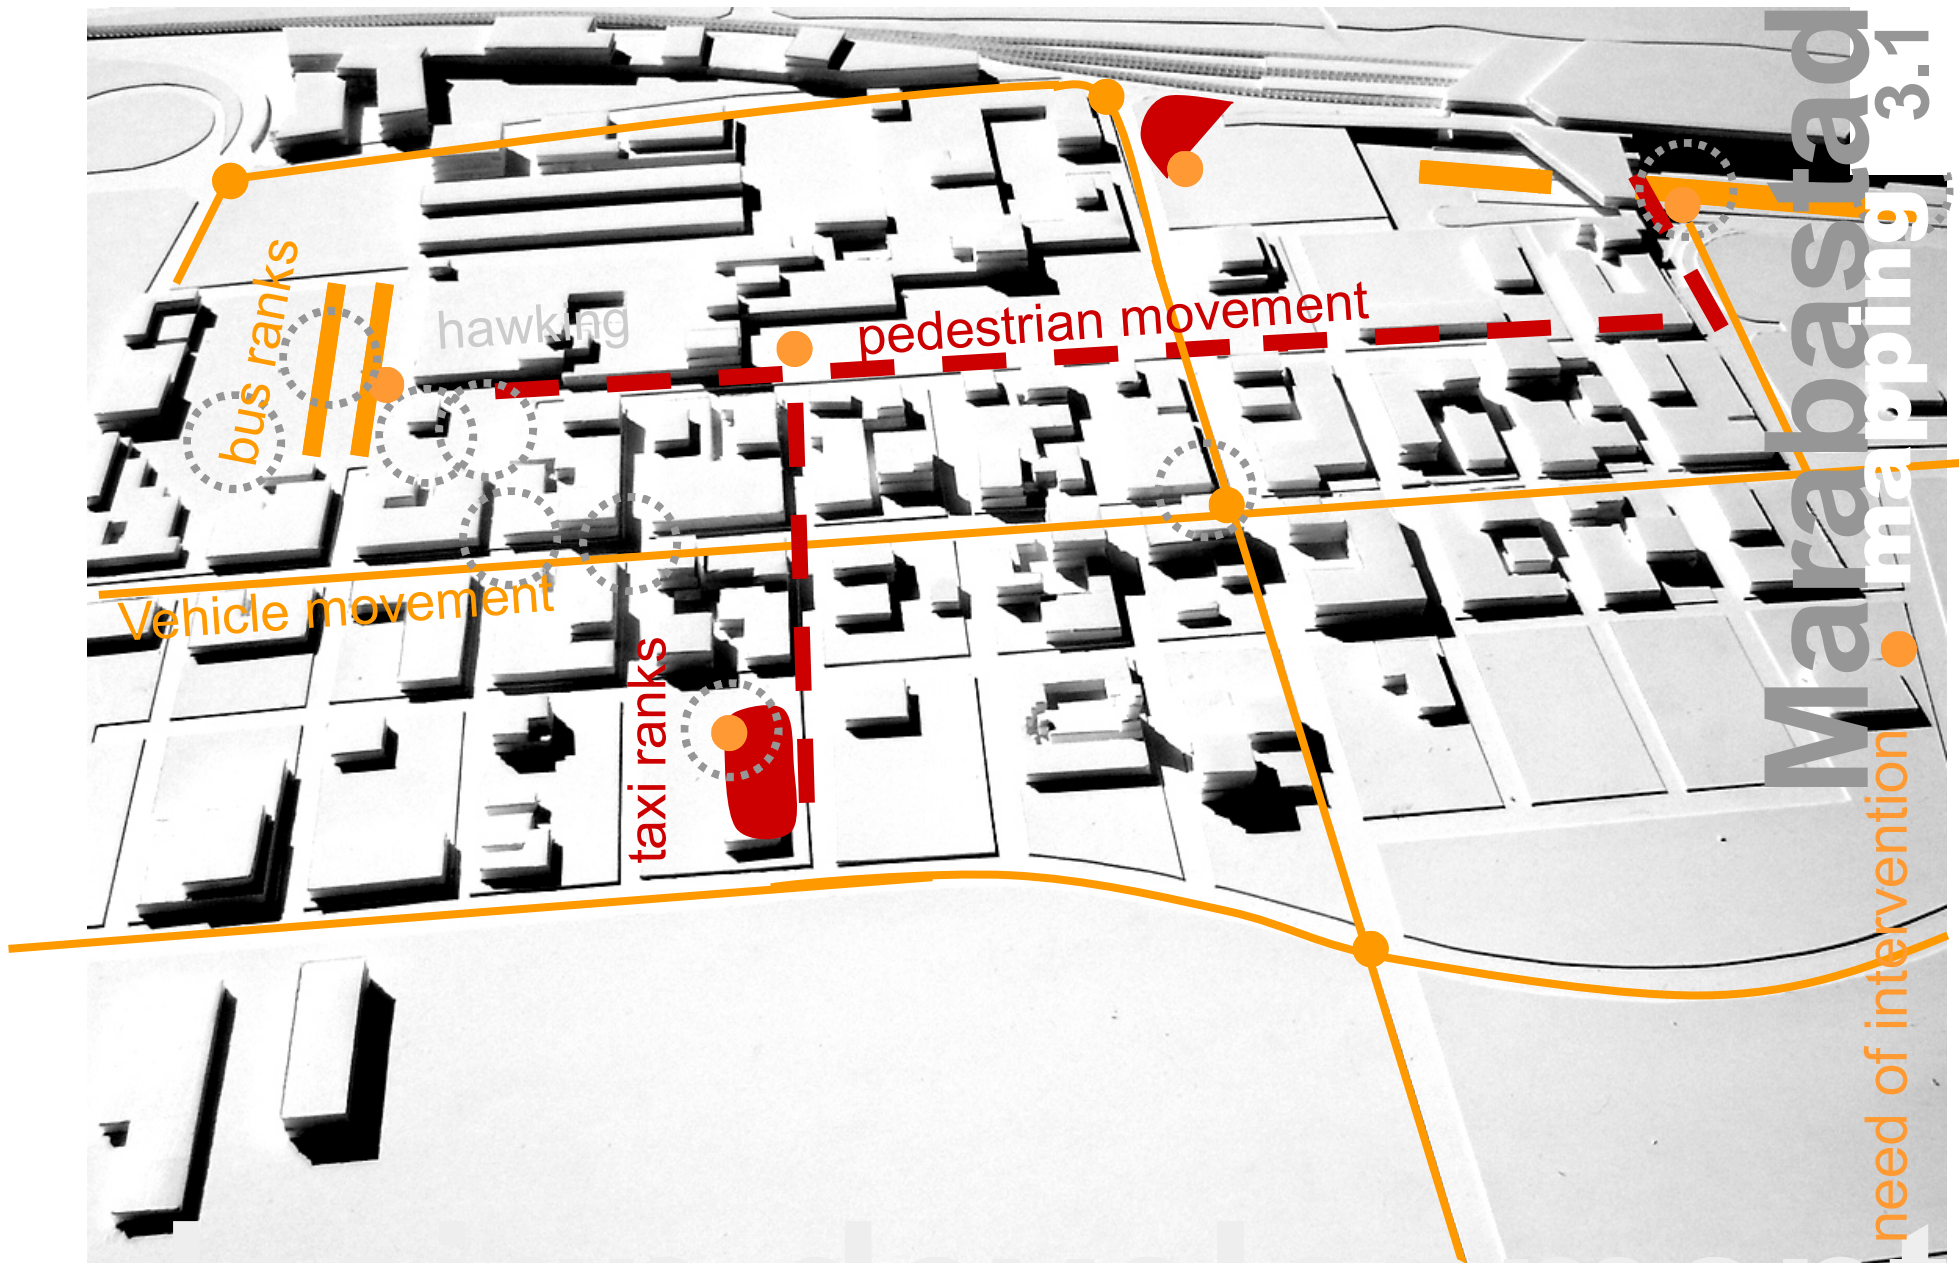 Marabastad
mapping 3.1
bus ranks
hawking
pedestrian movement
Vehicle movement
taxi ranks
need of intervention